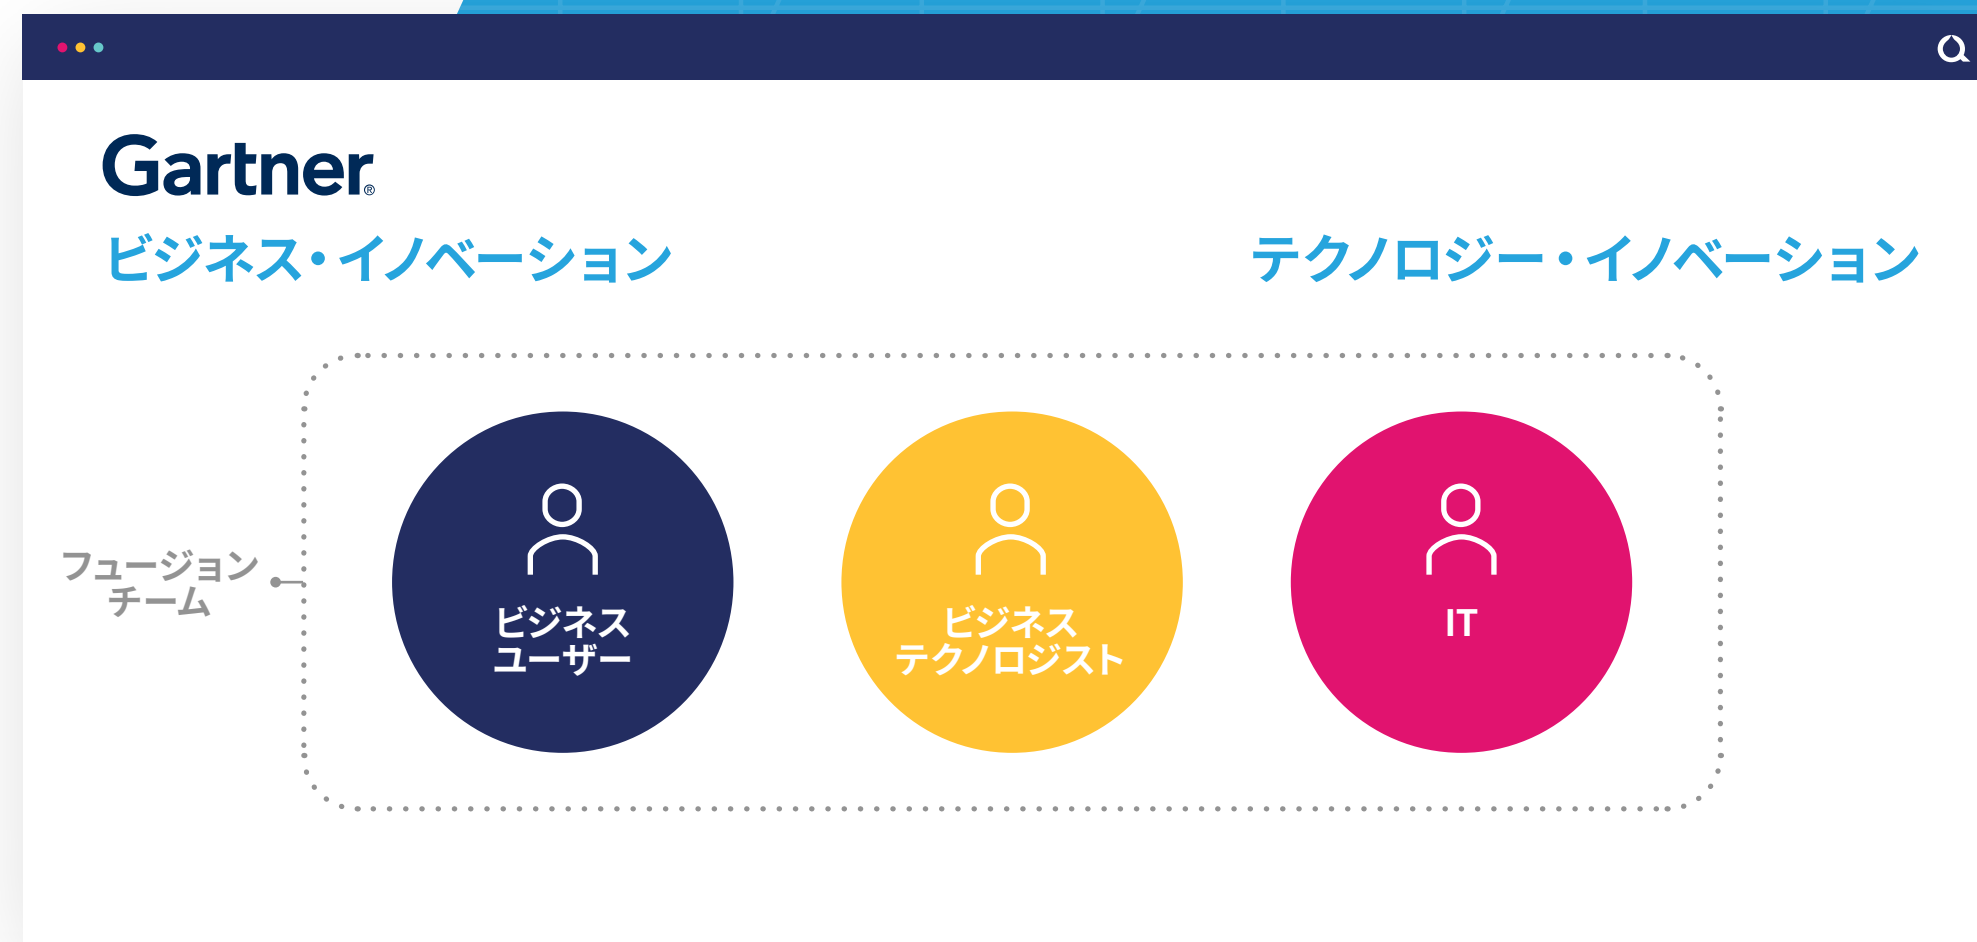 Gartner®
ビジネス・イノベーション
テクノロジー・イノベーション
フュージョン
チーム
ビジネス
ユーザー
ビジネス
テクノロジスト
IT